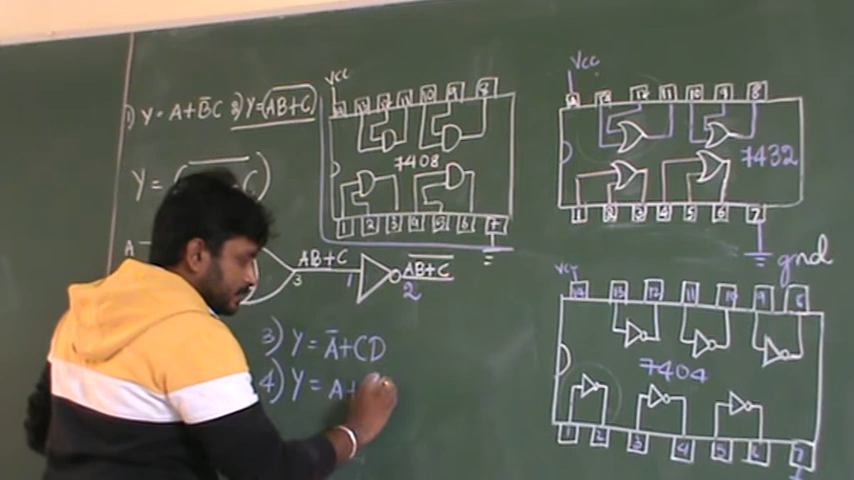 1) Y = A + B̅C 2) Y = (A̅B̅+̅C̅)
Y =
A
AB+C
3
1
A̅B̅+̅C̅
2
3) Y = A̅+CD
4) Y = A+
Vcc
14 13 12 11 10 9 8
7408
1 2 3 4 5 6 7
Vcc
14 13 12 11 10 9 8
7432
1 2 3 4 5 6 7
gnd
Vcc
14 13 12 11 10 9 8
7404
1 2 3 4 5 6 7